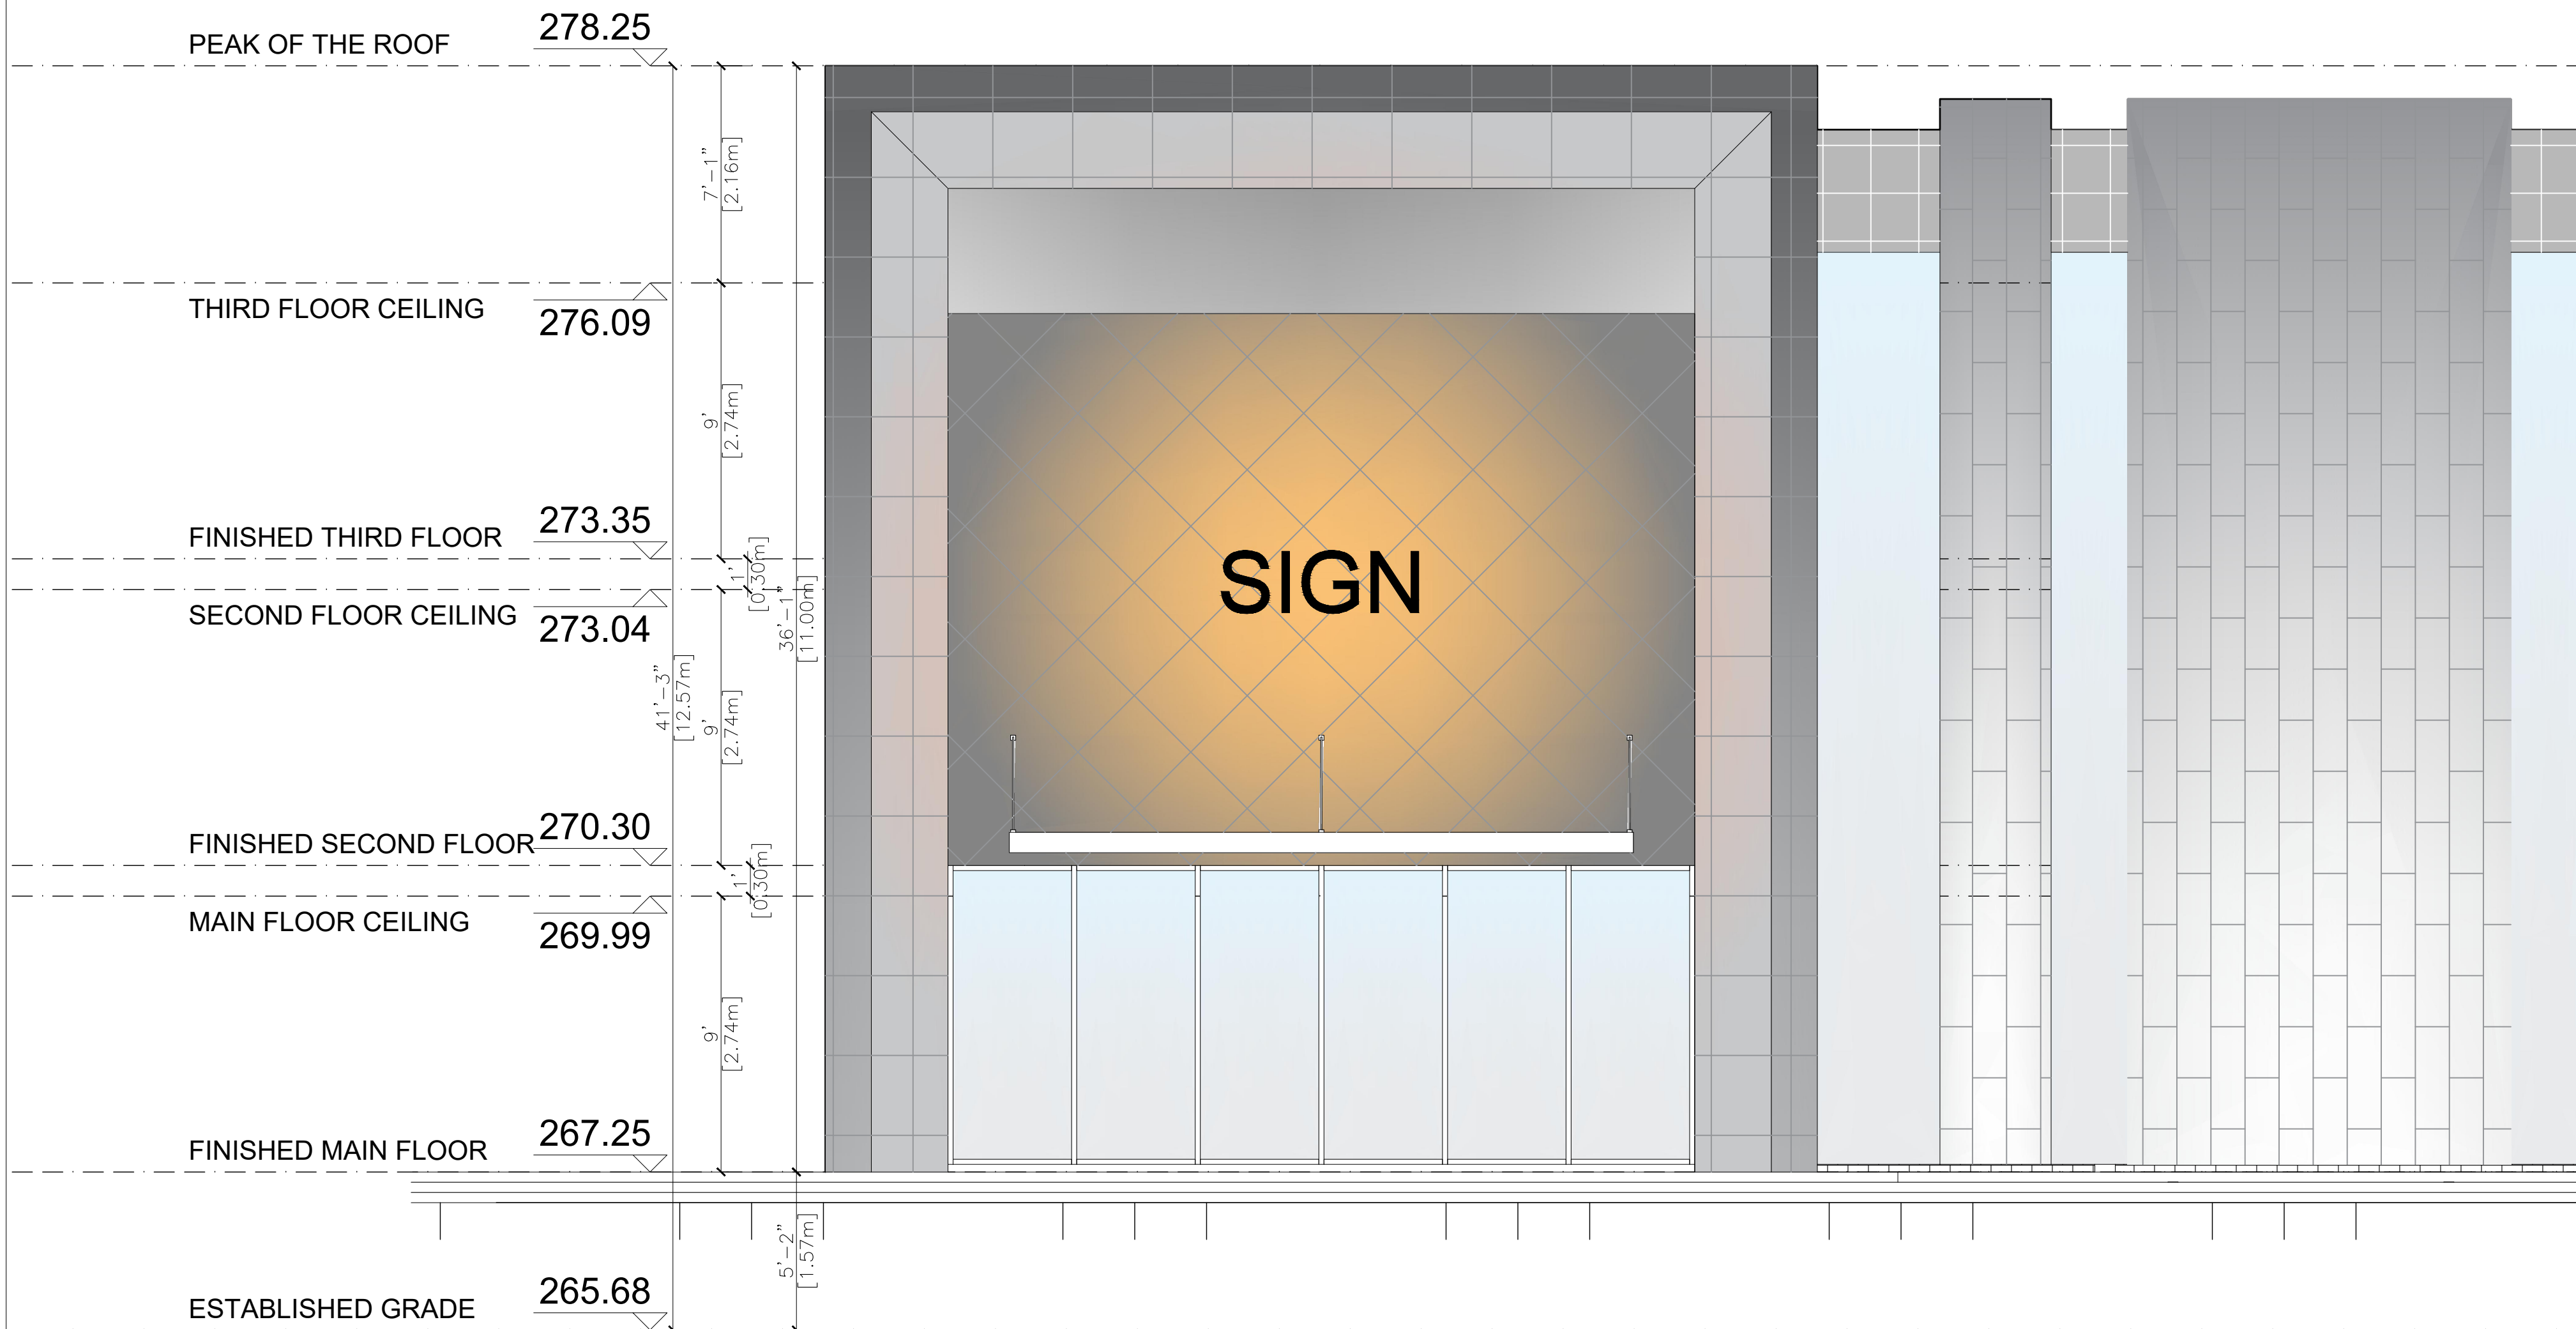 PEAK OF THE ROOF 278.25
7'-1"
[2.16m]
THIRD FLOOR CEILING 276.09
9'
[2.74m]
FINISHED THIRD FLOOR 273.35
1'
[0.30m]
SECOND FLOOR CEILING 273.04
36'-1"
[11.00m]
SIGN
41'-3"
[12.57m]
9'
[2.74m]
FINISHED SECOND FLOOR 270.30
1'
[0.30m]
MAIN FLOOR CEILING 269.99
9'
[2.74m]
FINISHED MAIN FLOOR 267.25
5'-2"
[1.57m]
ESTABLISHED GRADE 265.68